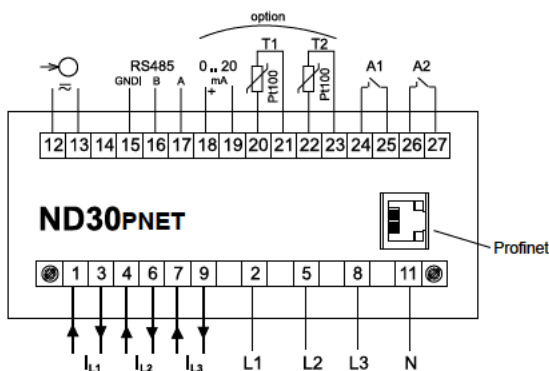 option
T1 T2
RS485 0 .. 20 A1 A2
GND B A mA
+
Pt100 Pt100
12 13 14 15 16 17 18 19 20 21 22 23 24 25 26 27
ND30PNET
Profinet
1 3 4 6 7 9 2 5 8 11
IL1 IL2 IL3 L1 L2 L3 N